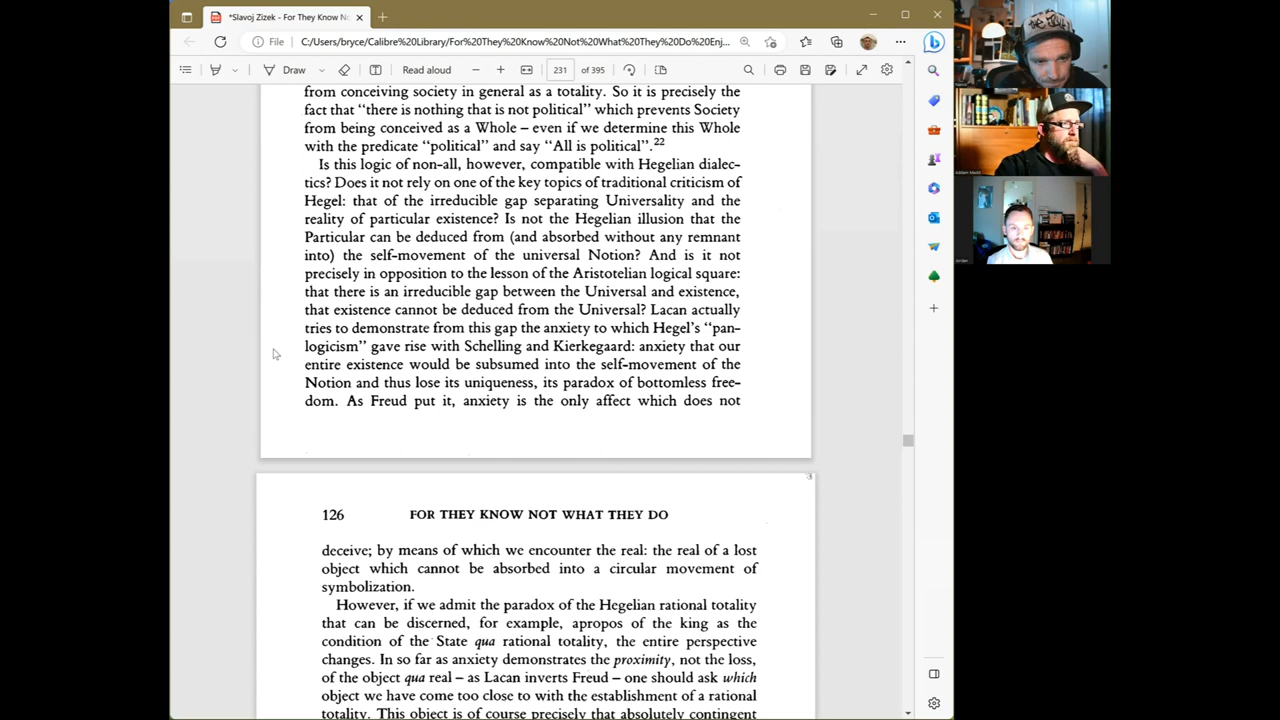 *Slavoj Zizek - For They Know No
File
C:/Users/bryce/Calibre%20Library/For%20They%20Know%20Not%20What%20They%20Do%20Enj...
Draw
Read aloud
231
of 395
from conceiving society in general as a totality. So it is precisely the
fact that “there is nothing that is not political” which prevents Society
from being conceived as a Whole – even if we determine this Whole
with the predicate “political” and say “All is political”.22
Is this logic of non-all, however, compatible with Hegelian dialec-
tics? Does it not rely on one of the key topics of traditional criticism of
Hegel: that of the irreducible gap separating Universality and the
reality of particular existence? Is not the Hegelian illusion that the
Particular can be deduced from (and absorbed without any remnant
into) the self-movement of the universal Notion? And is it not
precisely in opposition to the lesson of the Aristotelian logical square:
that there is an irreducible gap between the Universal and existence,
that existence cannot be deduced from the Universal? Lacan actually
tries to demonstrate from this gap the anxiety to which Hegel’s “pan-
logicism” gave rise with Schelling and Kierkegaard: anxiety that our
entire existence would be subsumed into the self-movement of the
Notion and thus lose its uniqueness, its paradox of bottomless free-
dom. As Freud put it, anxiety is the only affect which does not
126
FOR THEY KNOW NOT WHAT THEY DO
deceive; by means of which we encounter the real: the real of a lost
object which cannot be absorbed into a circular movement of
symbolization.
However, if we admit the paradox of the Hegelian rational totality
that can be discerned, for example, apropos of the king as the
condition of the State qua rational totality, the entire perspective
changes. In so far as anxiety demonstrates the proximity, not the loss,
of the object qua real – as Lacan inverts Freud – one should ask which
object we have come too close to with the establishment of a rational
totality. This object is of course precisely that absolutely contingent
Jordan